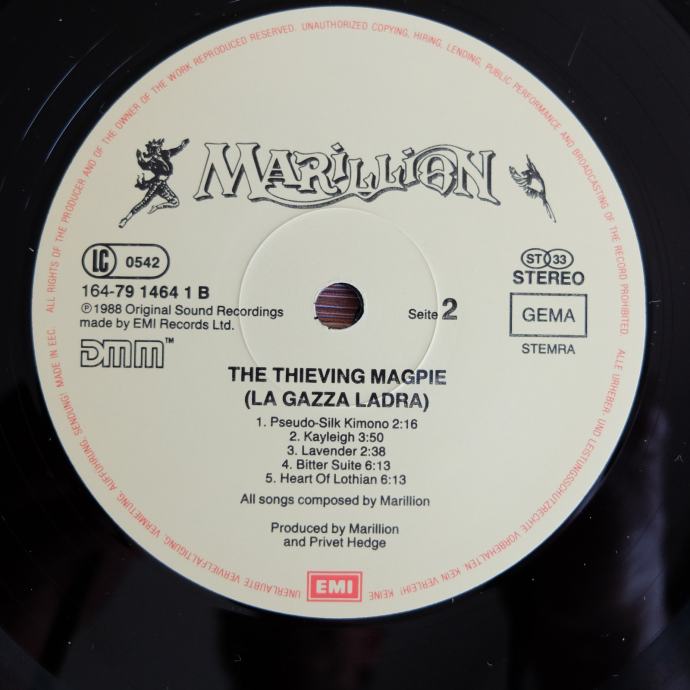 ALL RIGHTS OF THE PRODUCER AND OF THE OWNER OF THE WORK REPRODUCED RESERVED. UNAUTHORIZED COPYING, HIRING, LENDING, PUBLIC PERFORMANCE AND BROADCASTING OF THE RECORD PROHIBITED.
ALLE URHEBER- UND LEISTUNGSSCHUTZRECHTE VORBEHALTEN. KEIN VERLEIH! KEINE UNERLAUBTE VERVIELFÄLTIGUNG, VERMIETUNG, AUFFÜHRUNG, SENDUNG! MADE IN EEC.
MARILLION
LC 0542
164-79 1464 1 B
℗1988 Original Sound Recordings
made by EMI Records Ltd.
DMM™
Seite 2
ST 33
STEREO
GEMA
STEMRA
THE THIEVING MAGPIE
(LA GAZZA LADRA)
1. Pseudo-Silk Kimono 2:16
2. Kayleigh 3:50
3. Lavender 2:38
4. Bitter Suite 6:13
5. Heart Of Lothian 6:13
All songs composed by Marillion
Produced by Marillion
and Privet Hedge
EMI